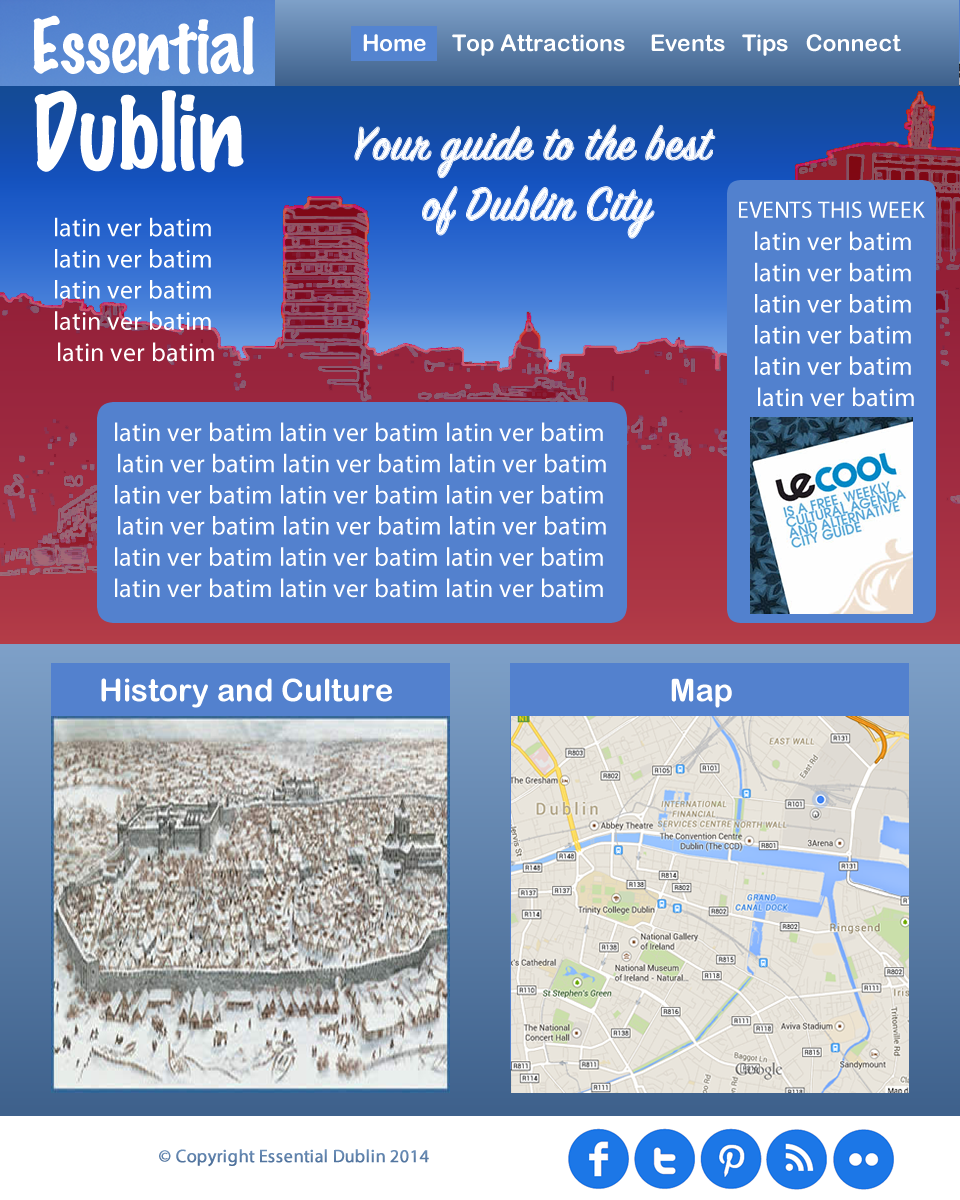 Essential
Dublin
Home Top Attractions Events Tips Connect
Your guide to the best
of Dublin City
latin ver batim
latin ver batim
latin ver batim
latin ver batim
latin ver batim
EVENTS THIS WEEK
latin ver batim
latin ver batim
latin ver batim
latin ver batim
latin ver batim
latin ver batim
LE COOL
IS A FREE WEEKLY
CULTURAL AGENDA
AND ALTERNATIVE
CITY GUIDE
latin ver batim latin ver batim latin ver batim
latin ver batim latin ver batim latin ver batim
latin ver batim latin ver batim latin ver batim
latin ver batim latin ver batim latin ver batim
latin ver batim latin ver batim latin ver batim
latin ver batim latin ver batim latin ver batim
History and Culture
Map
N1
EAST WALL
R131
R803
East Rd
R802
R105
R101
The Gresham
Dublin
INTERNATIONAL
FINANCIAL
SERVICES CENTRE
NORTH WALL
R101
Abbey Theatre
The Convention Centre
Dublin (The CCD)
R801
3Arena
R148
R148
R131
R814
R137
R137
R138
R802
GRAND
CANAL DOCK
R114
Trinity College Dublin
R802
R802
Ringsend
National Gallery
of Ireland
R138
's Cathedral
National Museum
of Ireland - Natural...
R815
R118
R802
R110
St Stephen's Green
R111
R816
R111
R118
Aviva Stadium
The National
Concert Hall
R138
Tritonville Rd
R815
Baggot Ln
Sandymount
R811
R811
R114
Google
R111
Map d
© Copyright Essential Dublin 2014